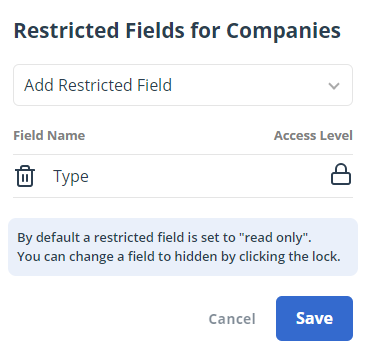 Restricted Fields for Companies
Add Restricted Field
Field Name Access Level
Type
By default a restricted field is set to "read only".
You can change a field to hidden by clicking the lock.
Cancel Save